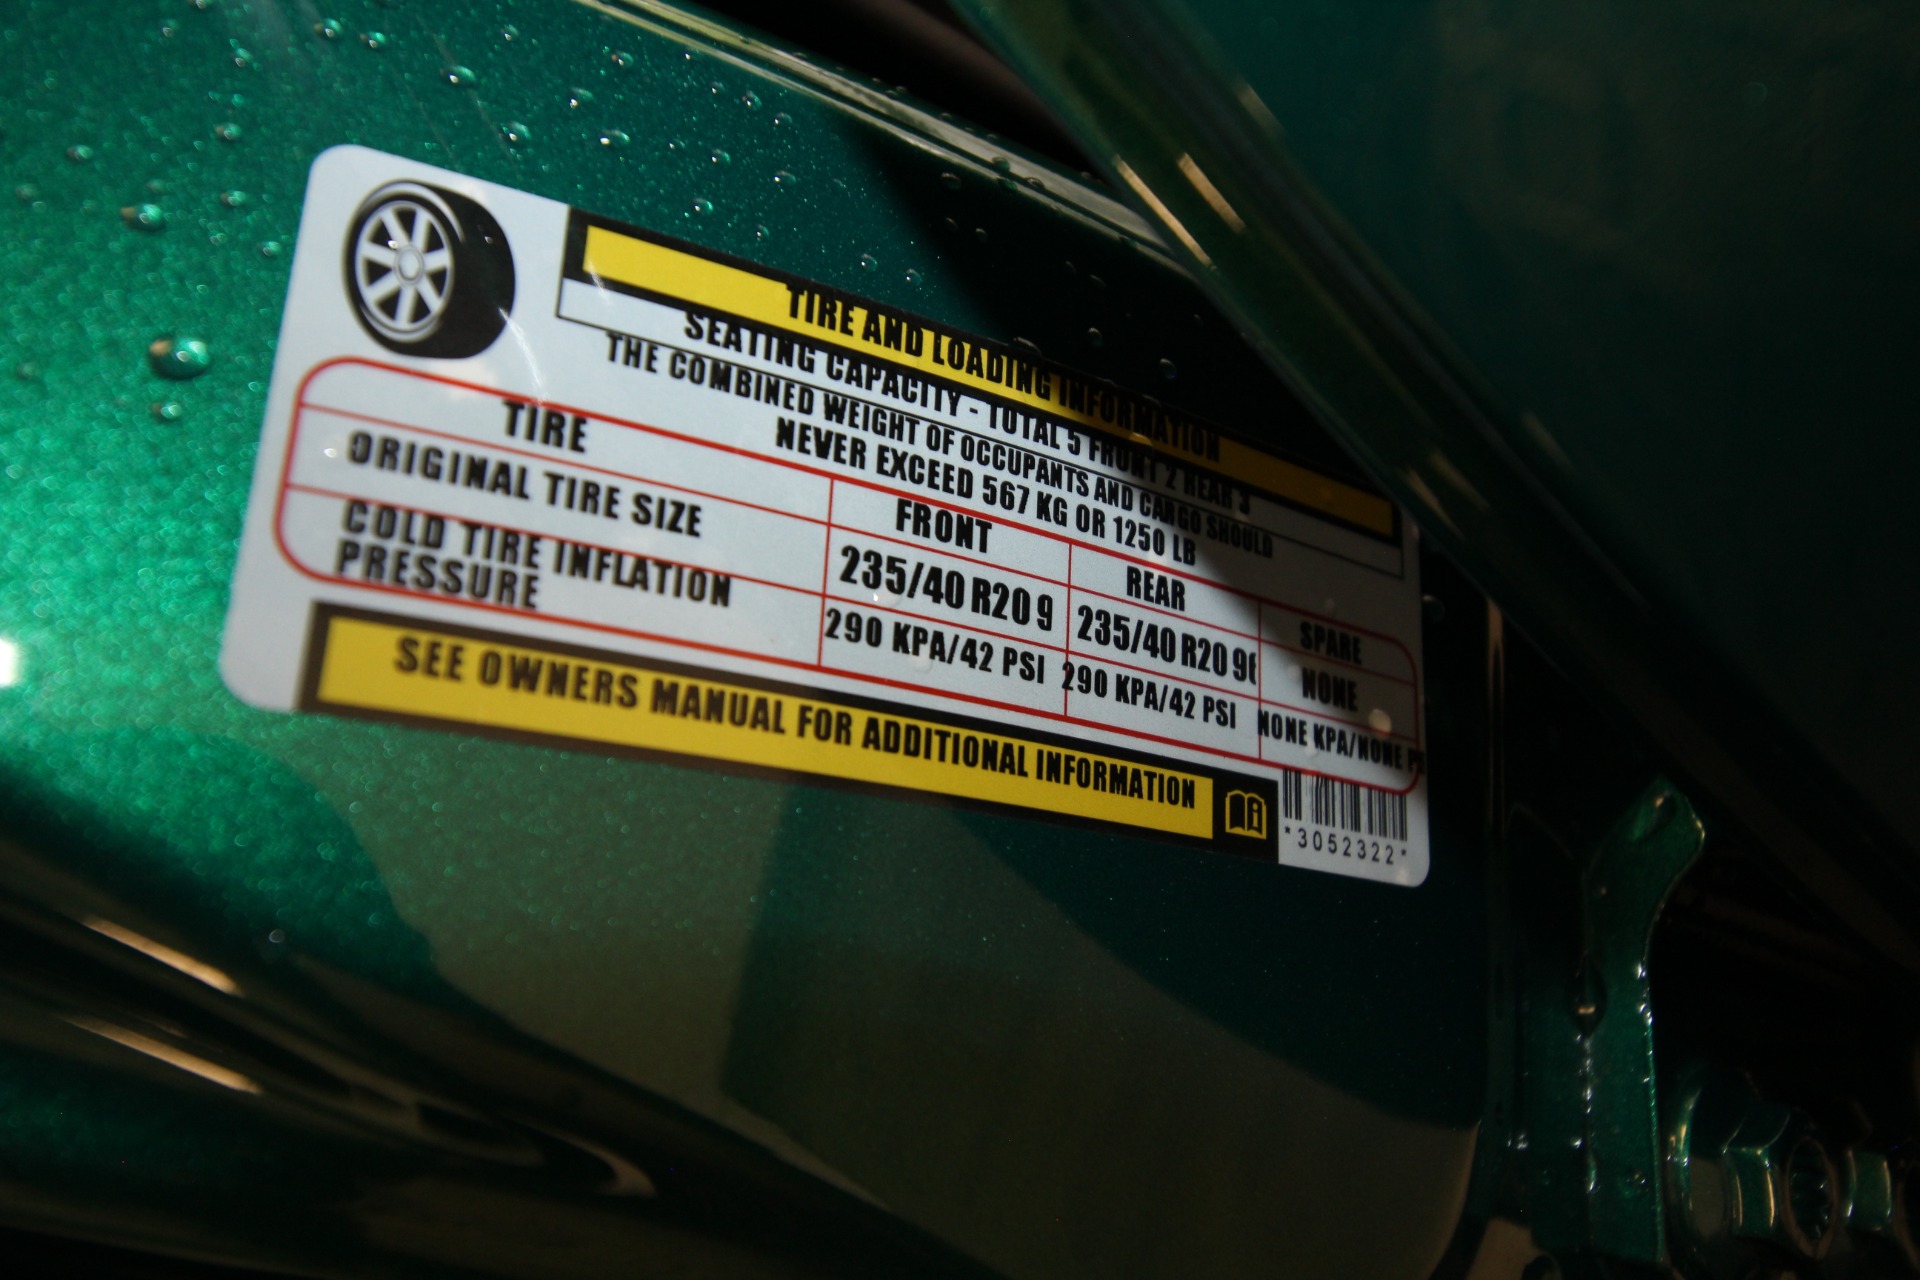 TIRE AND LOADING INFORMATION
SEATING CAPACITY - TOTAL 5 FRONT 2 REAR 3
THE COMBINED WEIGHT OF OCCUPANTS AND CARGO SHOULD
NEVER EXCEED 567 KG OR 1250 LB
TIRE FRONT REAR SPARE
ORIGINAL TIRE SIZE 235/40 R20 9 235/40 R20 96 NONE
COLD TIRE INFLATION
PRESSURE 290 KPA/42 PSI 290 KPA/42 PSI NONE KPA/NONE P
SEE OWNERS MANUAL FOR ADDITIONAL INFORMATION
*3052322*